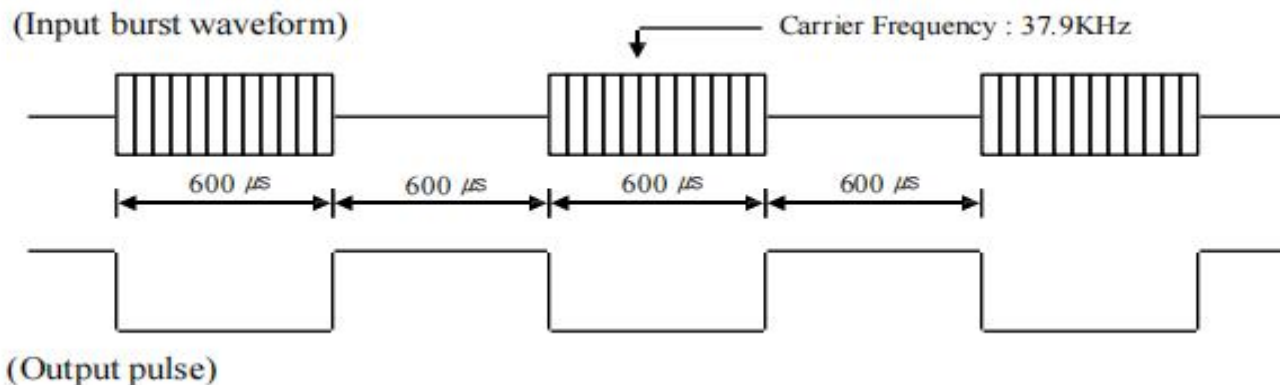 (Input burst waveform)
Carrier Frequency : 37.9KHz
600 ㎲
600 ㎲
600 ㎲
600 ㎲
(Output pulse)